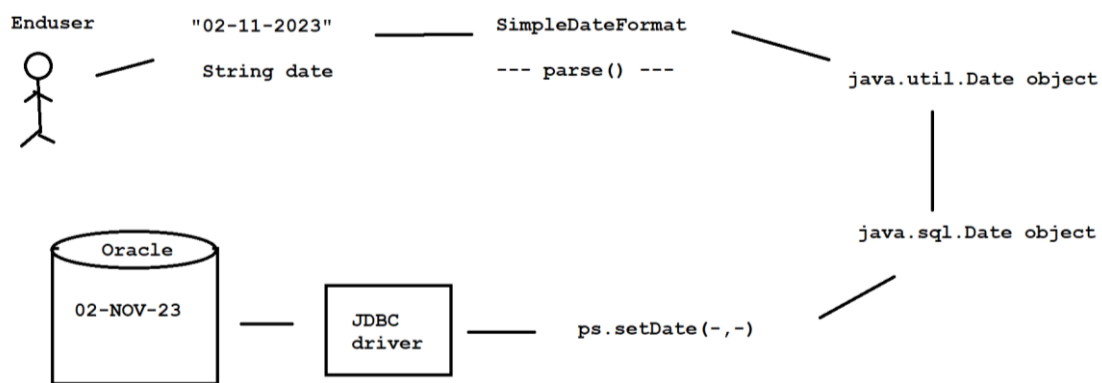 Enduser
"02-11-2023"
SimpleDateFormat
String date
--- parse() ---
java.util.Date object
java.sql.Date object
Oracle
02-NOV-23
JDBC
driver
ps.setDate(-,-)